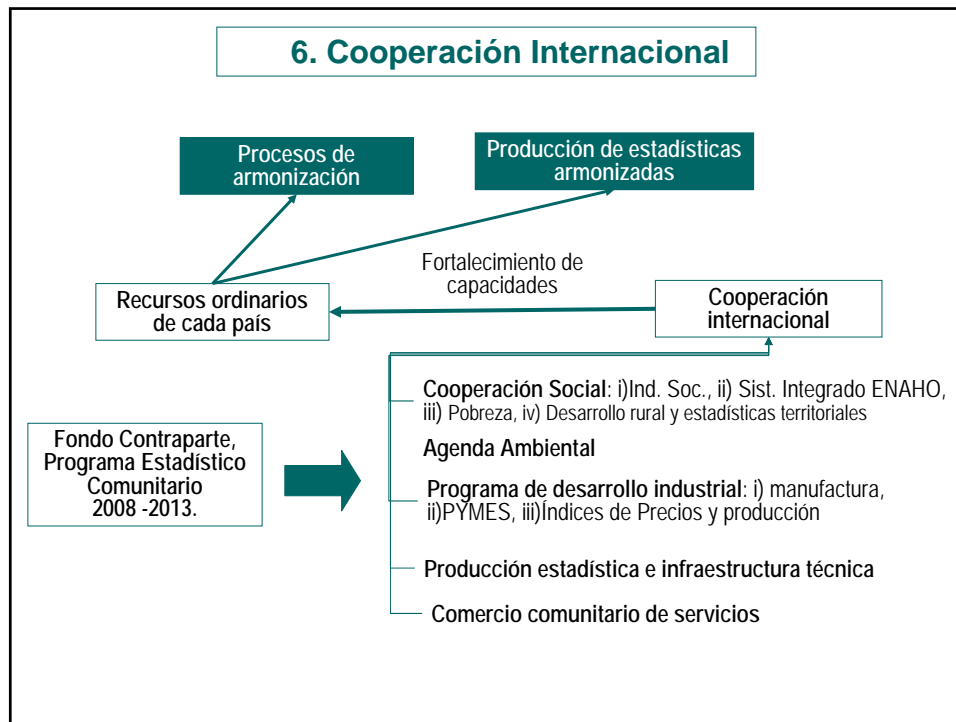 6. Cooperación Internacional
Procesos de
armonización
Producción de estadísticas
armonizadas
Fortalecimiento de
capacidades
Recursos ordinarios
de cada país
Cooperación
internacional
Cooperación Social: i)Ind. Soc., ii) Sist. Integrado ENAHO,
iii) Pobreza, iv) Desarrollo rural y estadísticas territoriales
Fondo Contraparte,
Programa Estadístico
Comunitario
2008 -2013.
Agenda Ambiental
Programa de desarrollo industrial: i) manufactura,
ii)PYMES, iii)Índices de Precios y producción
Producción estadística e infraestructura técnica
Comercio comunitario de servicios